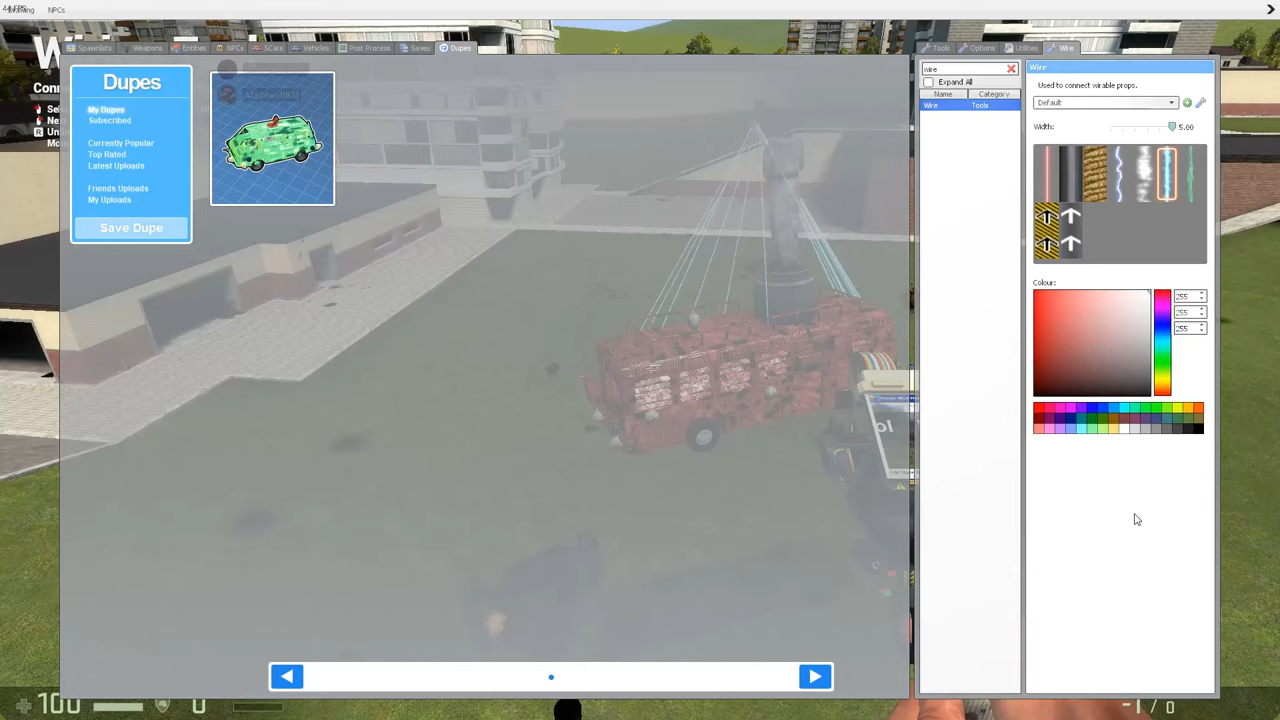 NPCs
W
Spawnlists
Weapons
Entities
NPCs
SCars
Vehicles
Post Process
Saves
Dupes
Tools
Options
Utilities
Wire
Dupes
My Dupes
Subscribed
Currently Popular
Top Rated
Latest Uploads
Friends Uploads
My Uploads
Save Dupe
wire
Expand All
Name
Category
Wire
Tools
Wire
Used to connect wirable props.
Default
Width:
5.00
Colour:
255
255
255
ol
100
0